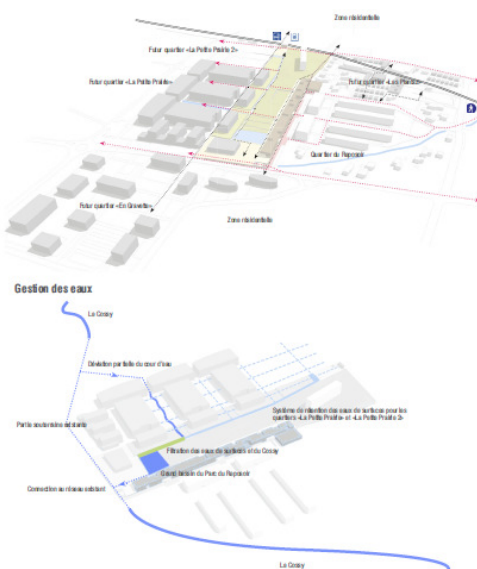 Zone résidentielle
Futur quartier «La Petite Prairie 2»
Futur quartier «La Petite Prairie»
Futur quartier «Les Plantaz»
Quartier du Reposoir
Futur quartier «En Gravette»
Zone résidentielle
Gestion des eaux
La Cossy
Déviation partielle du cour d'eau
Système de rétention des eaux de surfaces pour les
quartiers «La Petite Prairie» et «La Petite Prairie 2»
Partie souterraine existante
Filtration des eaux de surfaces et du Cossy
Grand bassin du Parc du Reposoir
Connection au réseau existant
La Cossy